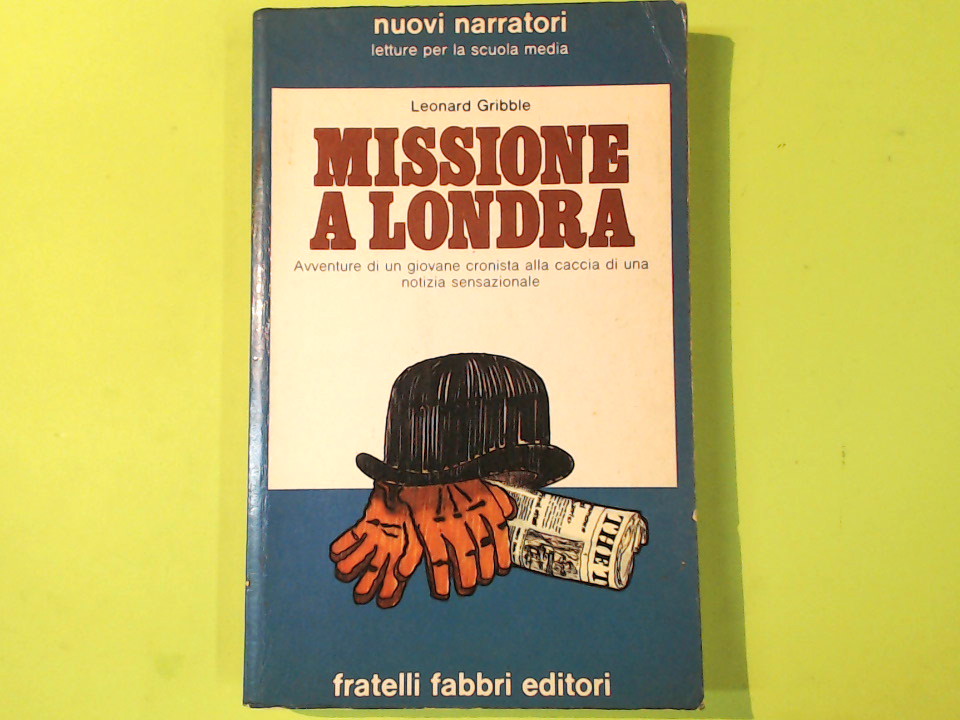 nuovi narratori
letture per la scuola media
Leonard Gribble
MISSIONE
A LONDRA
Avventure di un giovane cronista alla caccia di una
notizia sensazionale
THE T
fratelli fabbri editori